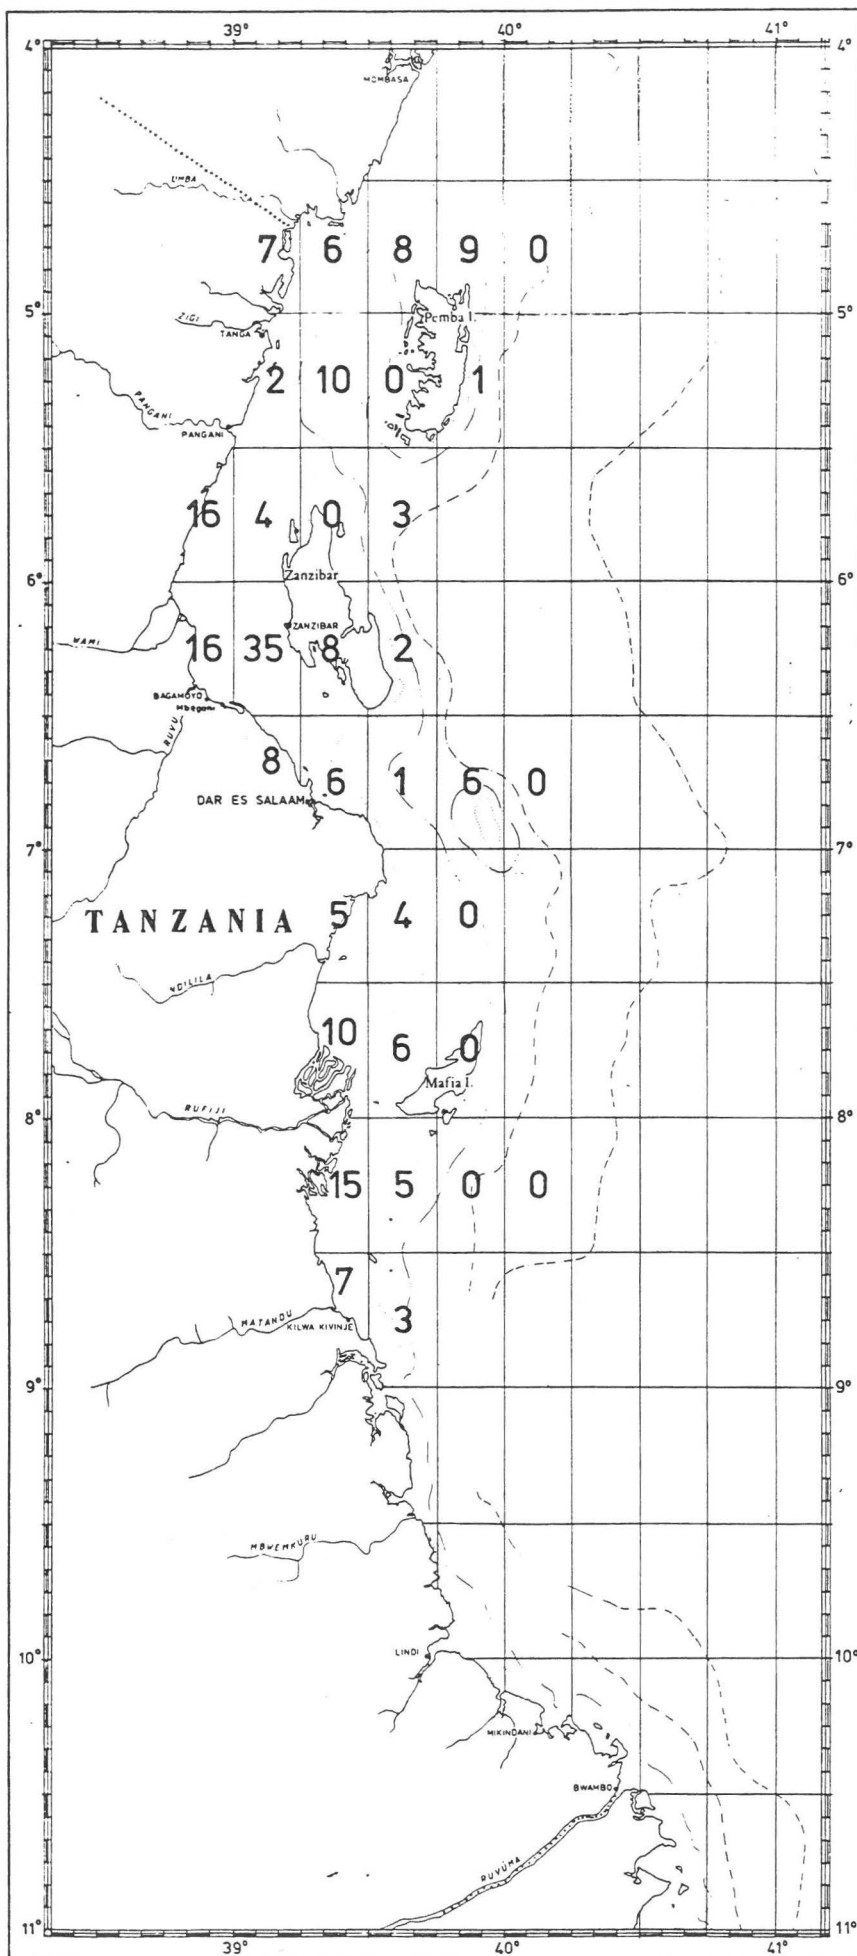 39° 40° 41°
4° 4°
MOMBASA
UMBA
7 6 8 9 0
5° 5°
Pemba I.
ZIGI
TANGA
2 10 0 1
PANGANI
PANGANI
16 4 0 3
6° 6°
Zanzibar
ZANZIBAR
WAMI
16 35 8 2
BAGAMOYO
Mbegani
RUVU
8 6 1 6 0
DAR ES SALAAM
7° 7°
TANZANIA
5 4 0
NDILILA
10 6 0
Mafia I.
RUFIJI
8° 8°
15 5 0 0
7
MATANDU
KILWA KIVINJE
3
9° 9°
MBWEMKURU
10° 10°
LINDI
MIKINDANI
BWAMBO
RUVUMA
11° 11°
39° 40° 41°